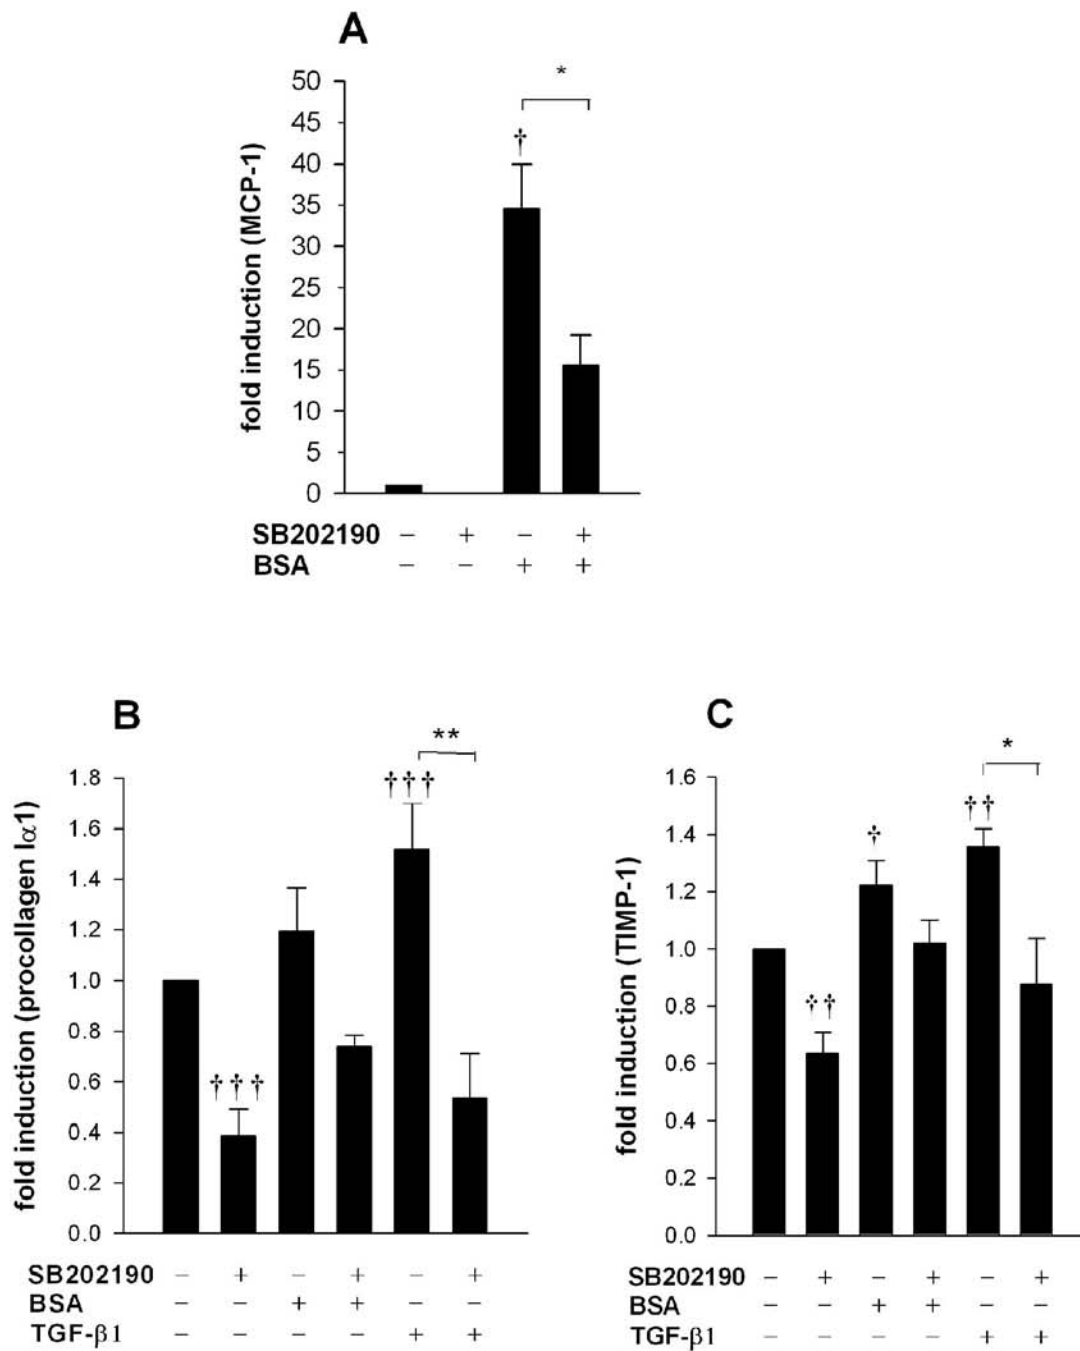 A
*
50
45
†
40
35
30
25
20
15
10
5
0
fold induction (MCP-1)
SB202190 − + − +
BSA − − + +
B
**
1.8
†††
1.6
1.4
1.2
1.0
0.8
†††
0.6
0.4
0.2
0.0
fold induction (procollagen Iα1)
SB202190 − + − + − +
BSA − − + + − −
TGF-β1 − − − − + +
C
*
1.6
††
1.4
†
1.2
1.0
††
0.8
0.6
0.4
0.2
0.0
fold induction (TIMP-1)
SB202190 − + − + − +
BSA − − + + − −
TGF-β1 − − − − + +